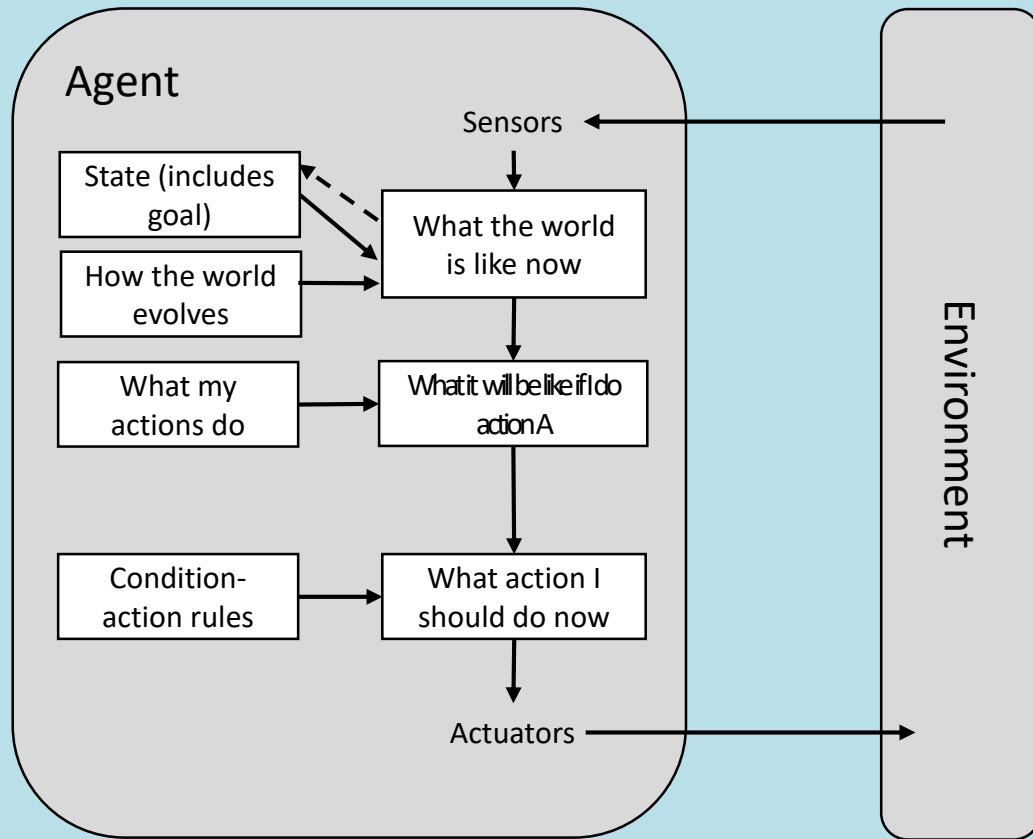 Agent
Sensors
State (includes
goal)
What the world
is like now
How the world
evolves
What my
actions do
What it will be like if I do
action A
Condition-
action rules
What action I
should do now
Actuators
Environment